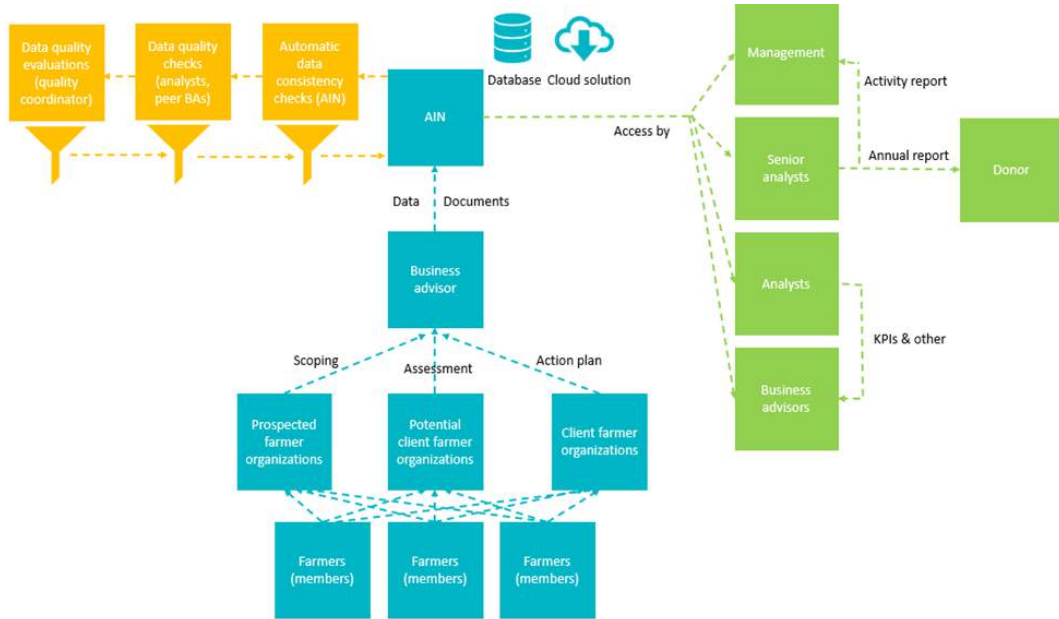 Data quality
evaluations
(quality
coordinator)
Data quality
checks
(analysts,
peer BAs)
Automatic
data
consistency
checks (AIN)
Database
Cloud solution
AIN
Access by
Management
Activity report
Senior
analysts
Annual report
Donor
Data
Documents
Business
advisor
Analysts
KPIs & other
Business
advisors
Scoping
Assessment
Action plan
Prospected
farmer
organizations
Potential
client farmer
organizations
Client farmer
organizations
Farmers
(members)
Farmers
(members)
Farmers
(members)